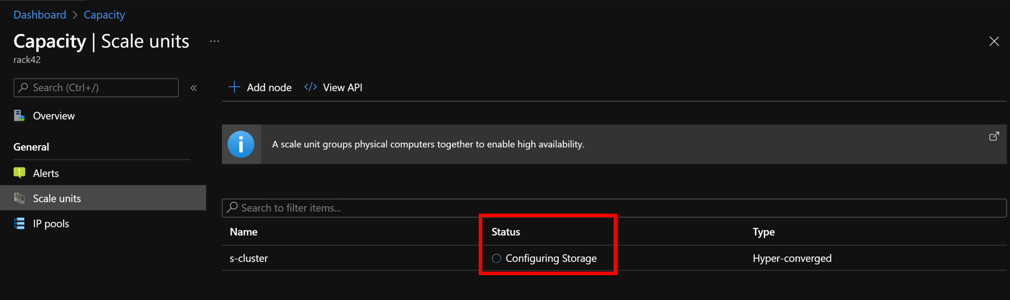 Dashboard > Capacity
Capacity | Scale units ...
rack42
Search (Ctrl+/) «
Add node </> View API
Overview
General
A scale unit groups physical computers together to enable high availability.
Alerts
Scale units
IP pools
Search to filter items...
Name Status Type
s-cluster Configuring Storage Hyper-converged